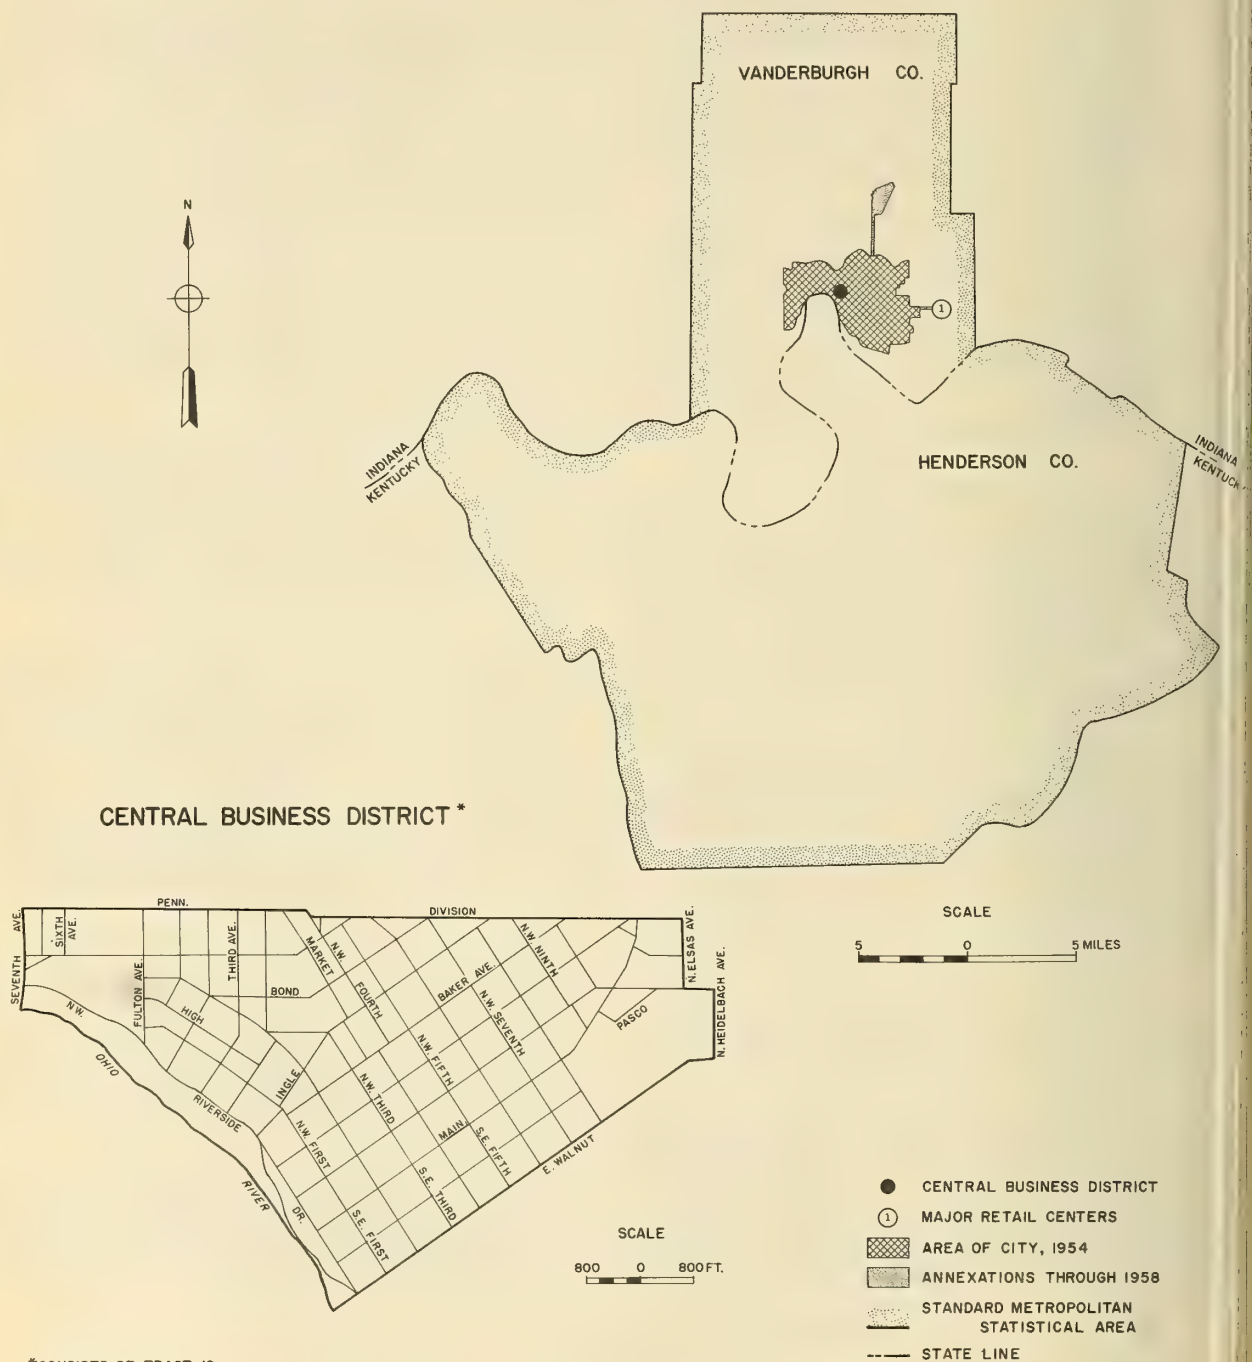 VANDERBURGH CO.
N
1
INDIANA
KENTUCKY
HENDERSON CO.
INDIANA
KENTUCK
CENTRAL BUSINESS DISTRICT*
PENN.
DIVISION
SEVENTH AVE.
SIXTH AVE.
FULTON AVE.
THIRD AVE.
MARKET
N.W. FOURTH
BAKER AVE.
N.W. NINTH
N. ELSAS AVE.
N. HEIDELBACH AVE.
BOND
HIGH
N.W. RIVERSIDE DR.
OHIO RIVER
INGLE
N.W. SEVENTH
PASCO
N.W. FIFTH
N.W. THIRD
N.W. FIRST
MAIN
S.E. FIFTH
S.E. THIRD
S.E. FIRST
E. WALNUT
SCALE
5 0 5 MILES
SCALE
800 0 800 FT.
CENTRAL BUSINESS DISTRICT
1 MAJOR RETAIL CENTERS
AREA OF CITY, 1954
ANNEXATIONS THROUGH 1958
STANDARD METROPOLITAN
STATISTICAL AREA
STATE LINE